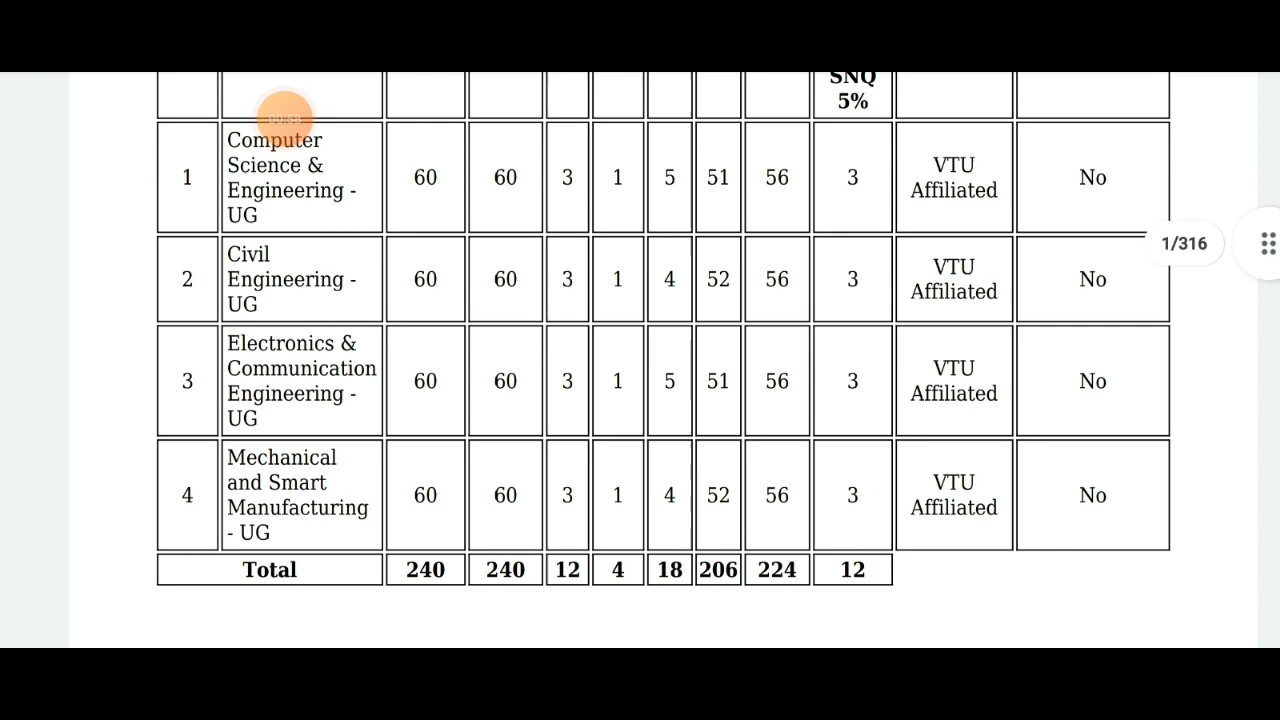 SNQ
5%
00:58
1 Computer Science & Engineering - UG 60 60 3 1 5 51 56 3 VTU Affiliated No
1/316
2 Civil Engineering - UG 60 60 3 1 4 52 56 3 VTU Affiliated No
3 Electronics & Communication Engineering - UG 60 60 3 1 5 51 56 3 VTU Affiliated No
4 Mechanical and Smart Manufacturing - UG 60 60 3 1 4 52 56 3 VTU Affiliated No
Total 240 240 12 4 18 206 224 12